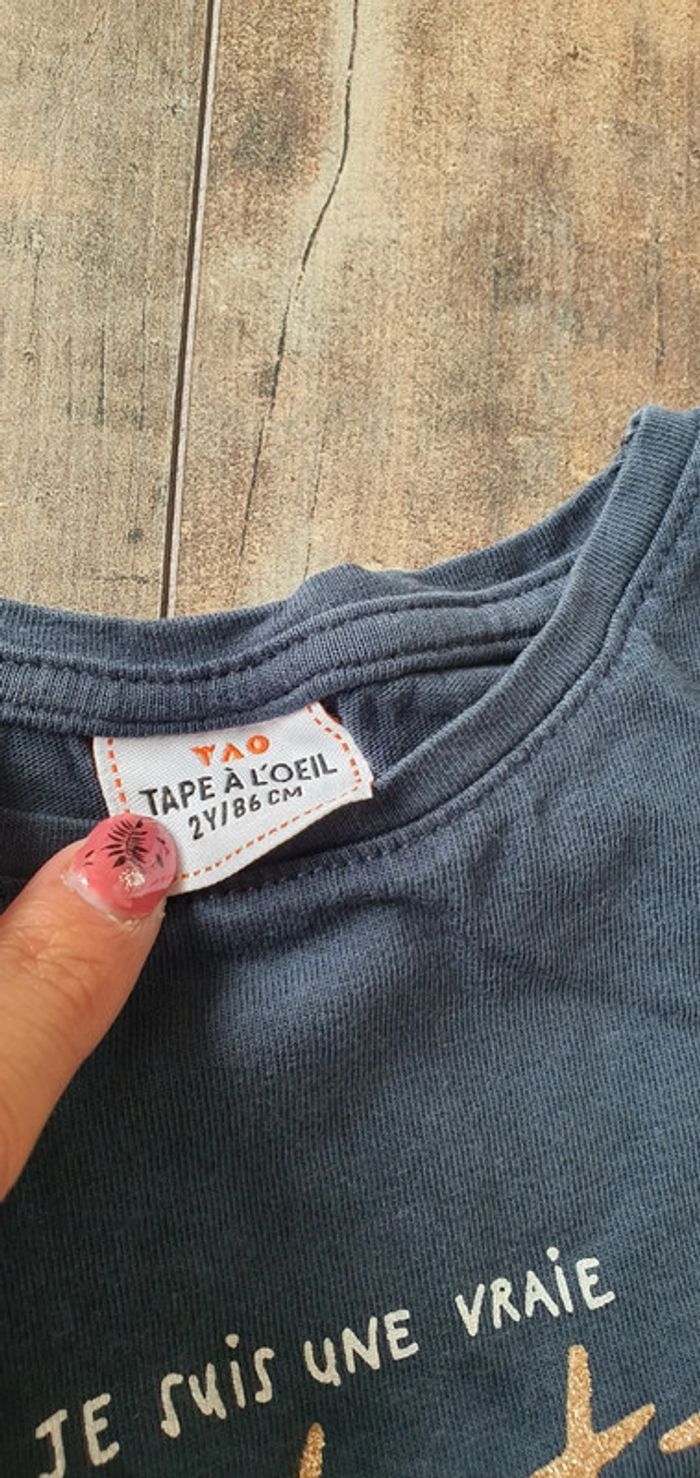 TAO
TAPE À L'OEIL
2Y/86 CM
JE SUIS UNE VRAIE